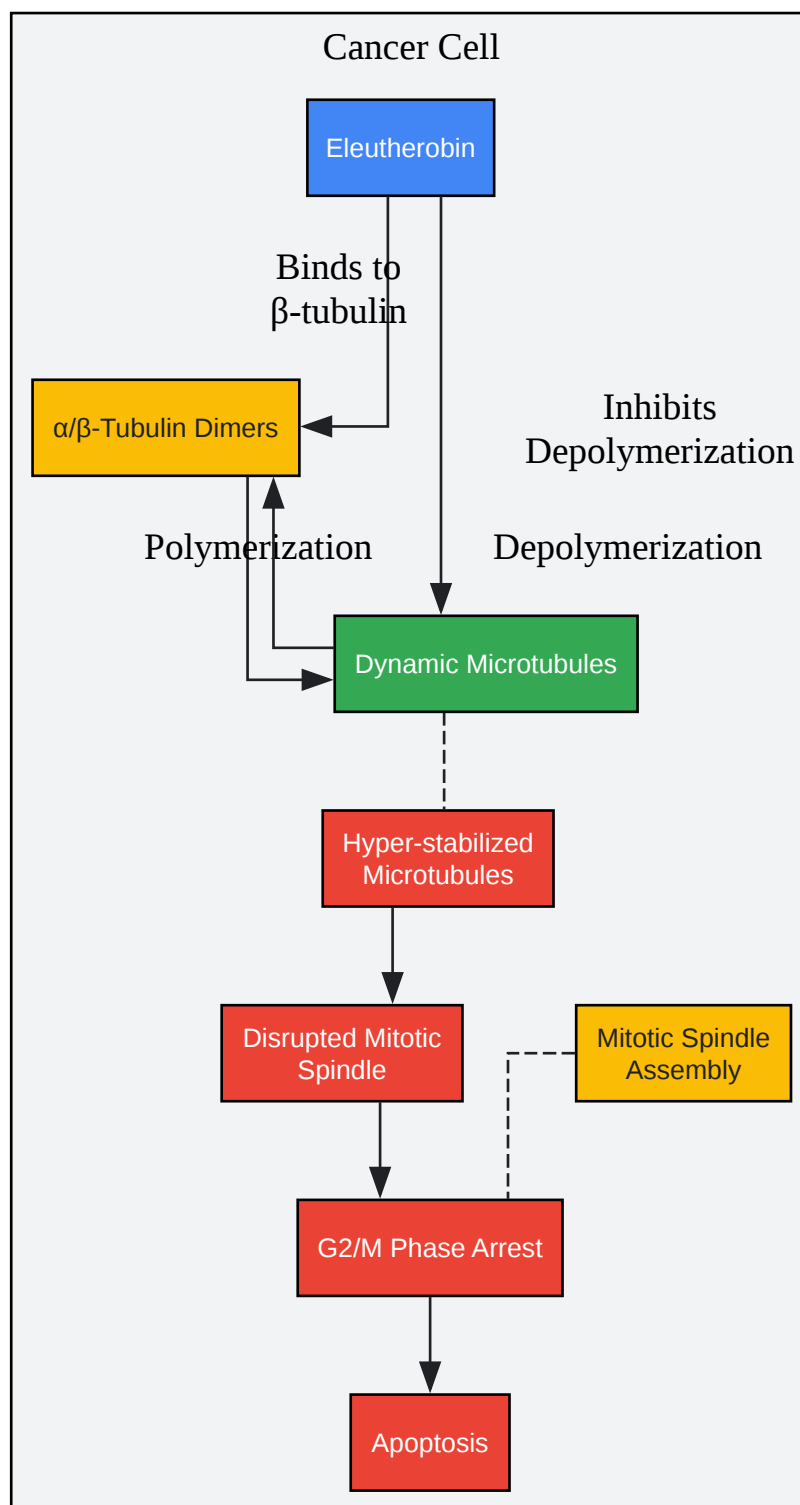 Cancer Cell
Eleutherobin
Binds to
β-tubulin
α/β-Tubulin Dimers
Inhibits
Depolymerization
Polymerization
Depolymerization
Dynamic Microtubules
Hyper-stabilized
Microtubules
Disrupted Mitotic
Spindle
Mitotic Spindle
Assembly
G2/M Phase Arrest
Apoptosis